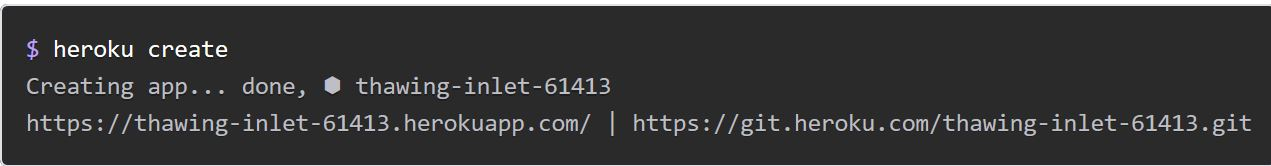 $ heroku create
Creating app... done, ⬢ thawing-inlet-61413
https://thawing-inlet-61413.herokuapp.com/ | https://git.heroku.com/thawing-inlet-61413.git